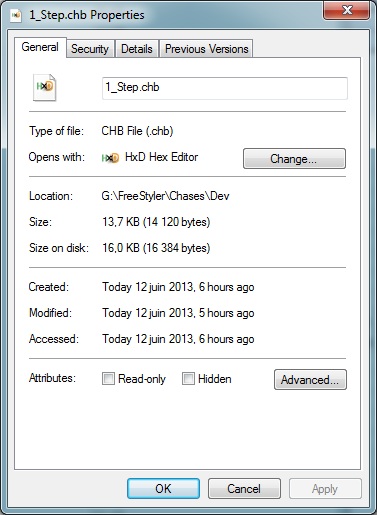 1_Step.chb Properties
General Security Details Previous Versions
HxD
1_Step.chb
Type of file: CHB File (.chb)
Opens with: HxD HxD Hex Editor Change...
Location: G:\FreeStyler\Chases\Dev
Size: 13,7 KB (14 120 bytes)
Size on disk: 16,0 KB (16 384 bytes)
Created: Today 12 juin 2013, 6 hours ago
Modified: Today 12 juin 2013, 5 hours ago
Accessed: Today 12 juin 2013, 6 hours ago
Attributes: Read-only Hidden Advanced...
OK Cancel Apply